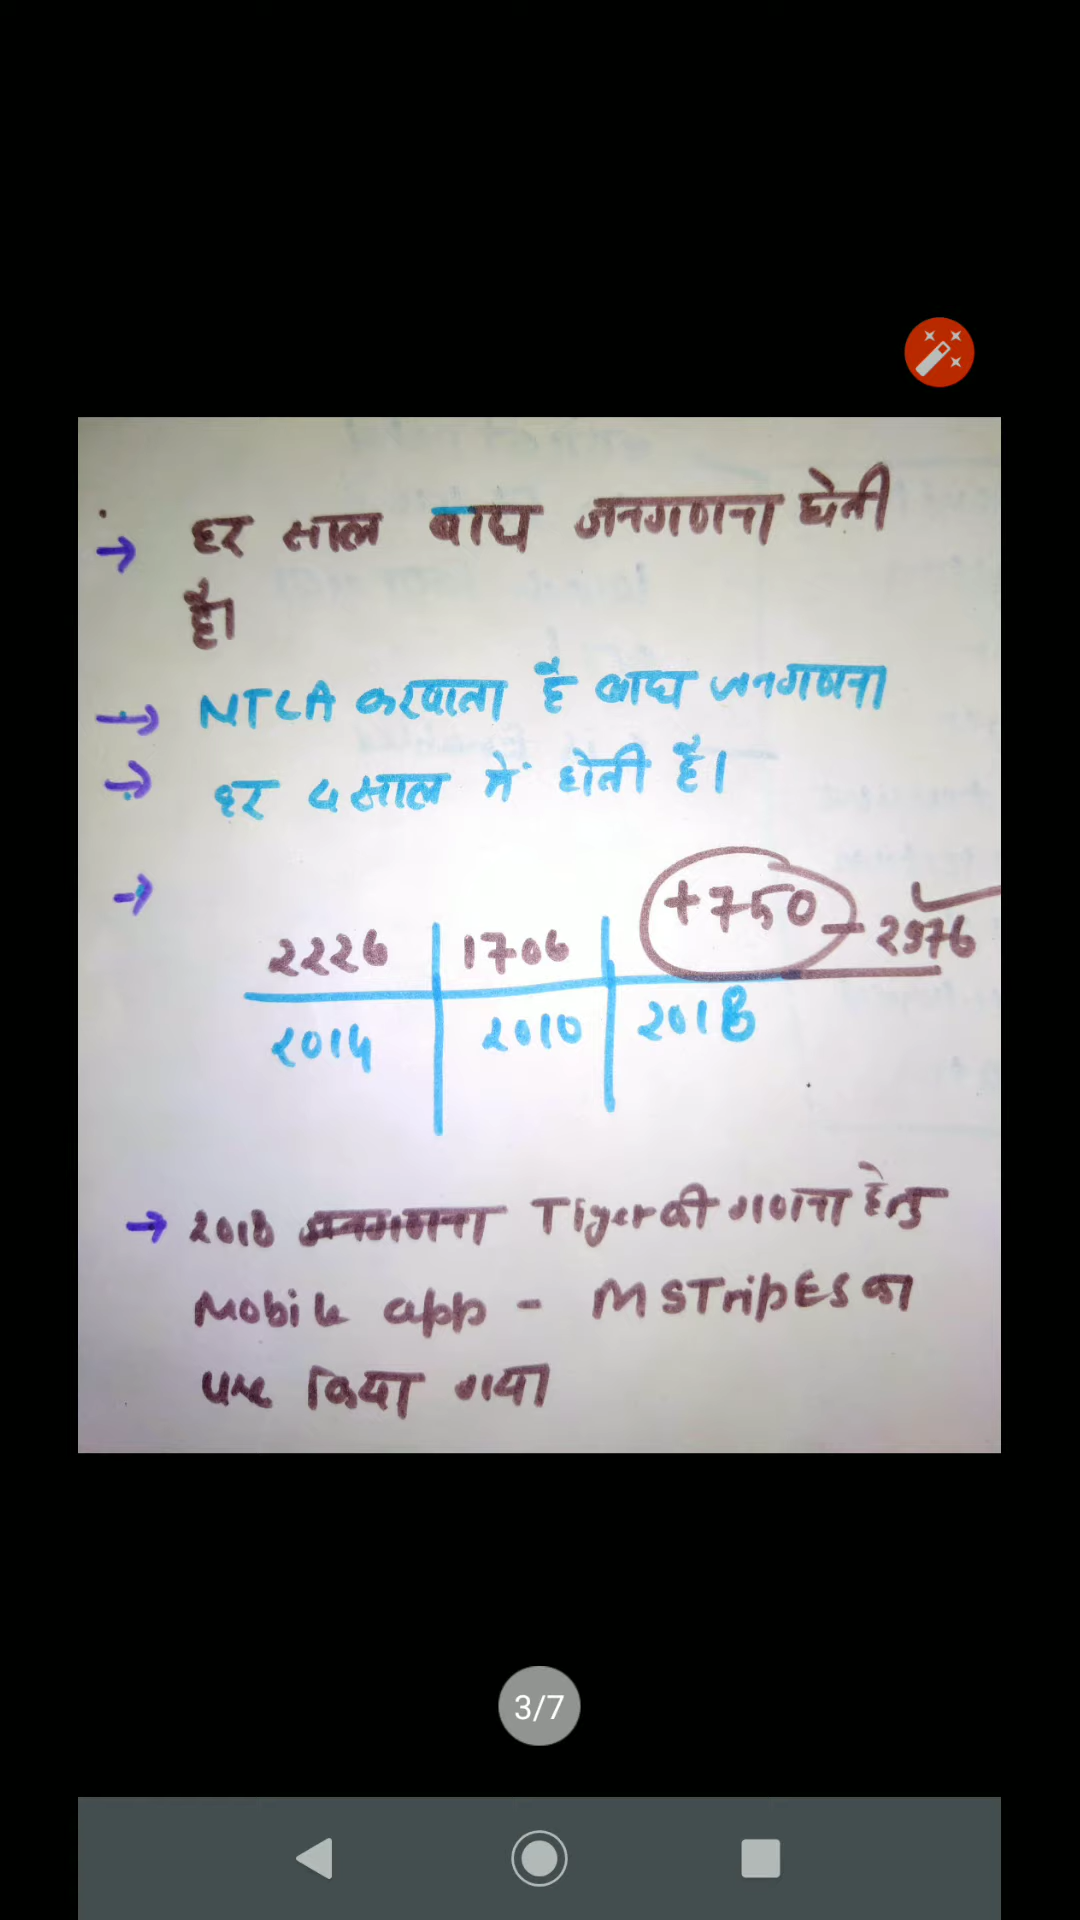 हर साल बाघ जनगणना होती
है।
NTCA करवाता है बाघ जनगणना
हर 4 साल में होती है।
+750 - 2976
2226 1706
2014 2010 2018
2018 जनगणना Tiger की गणना हेतु
Mobile app - MSTripES का
use किया गया
3/7